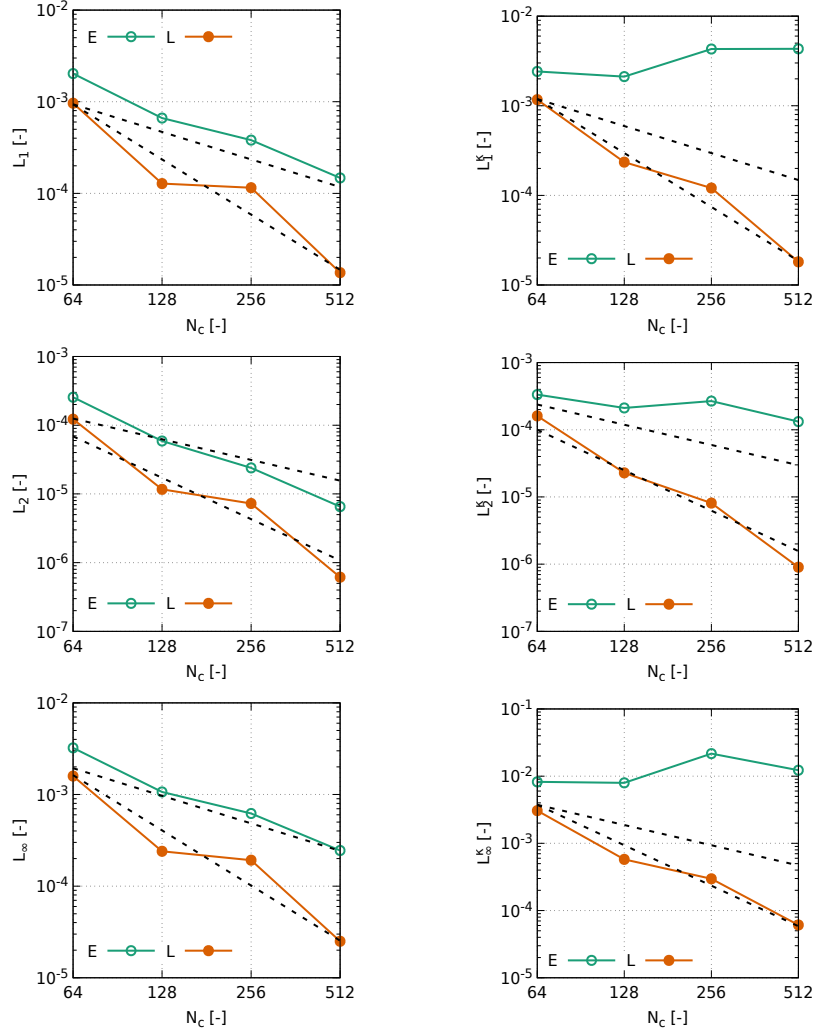 10^-2
E L
10^-3
10^-4
10^-5
L_1 [-]
64 128 256 512
N_c [-]
10^-2
10^-3
10^-4
10^-5
L_1^κ [-]
E L
64 128 256 512
N_c [-]
10^-3
10^-4
10^-5
10^-6
10^-7
L_2 [-]
E L
64 128 256 512
N_c [-]
10^-3
10^-4
10^-5
10^-6
10^-7
L_2^κ [-]
E L
64 128 256 512
N_c [-]
10^-2
10^-3
10^-4
10^-5
L_∞ [-]
E L
64 128 256 512
N_c [-]
10^-1
10^-2
10^-3
10^-4
10^-5
L_∞^κ [-]
E L
64 128 256 512
N_c [-]